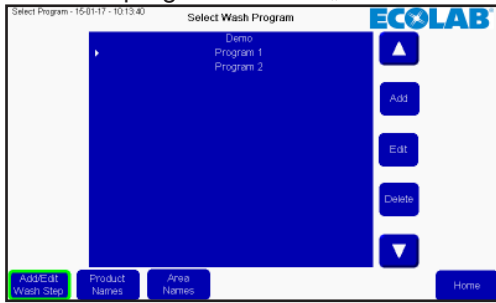 Select Program - 16-01-17 - 10:13:40
Select Wash Program
ECOLAB
Demo
Program 1
Program 2
Add
Edit
Delete
Add/Edit
Wash Step
Product
Names
Area
Names
Home